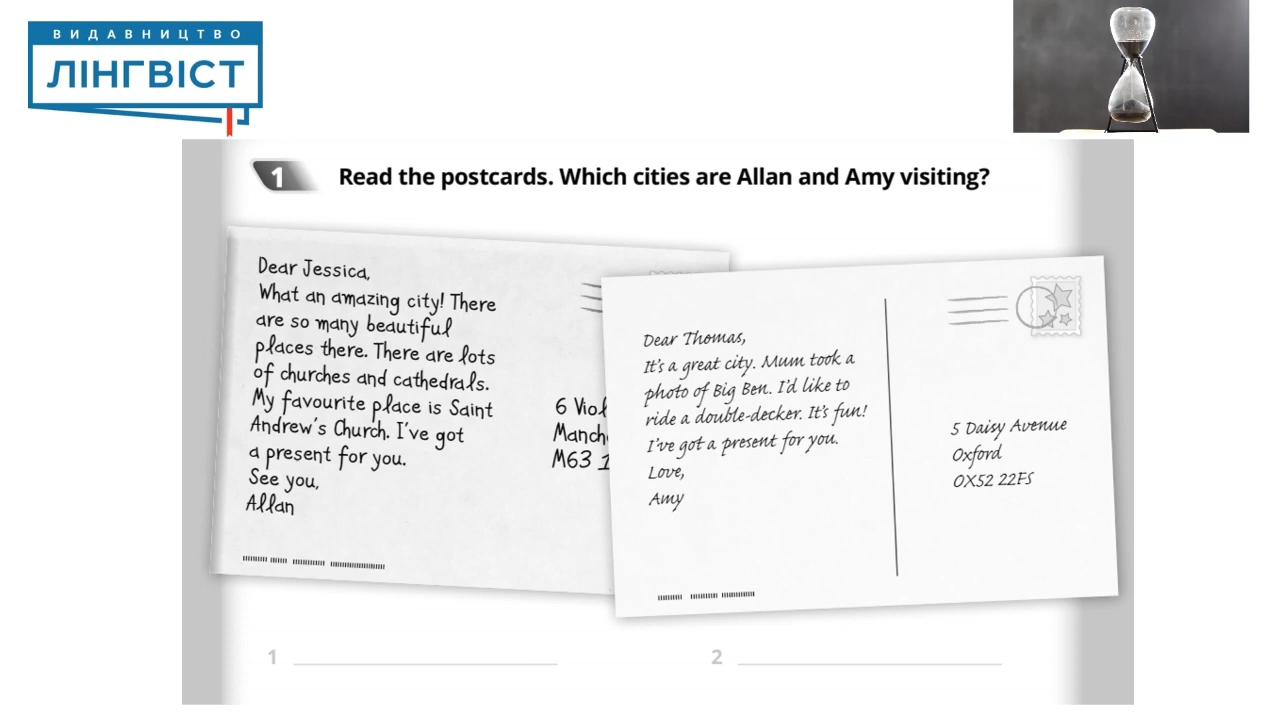 ВИДАВНИЦТВО
ЛІНГВІСТ
1 Read the postcards. Which cities are Allan and Amy visiting?
Dear Jessica,
What an amazing city! There
are so many beautiful
places there. There are lots
of churches and cathedrals.
My favourite place is Saint
Andrew's Church. I've got
a present for you.
See you,
Allan
6
M63
Dear Thomas,
It's a great city. Mum took a
photo of Big Ben. I'd like to
ride a double-decker. It's fun!
I've got a present for you.
Love,
Amy
5 Daisy Avenue
Oxford
OX52 22FS
1
2